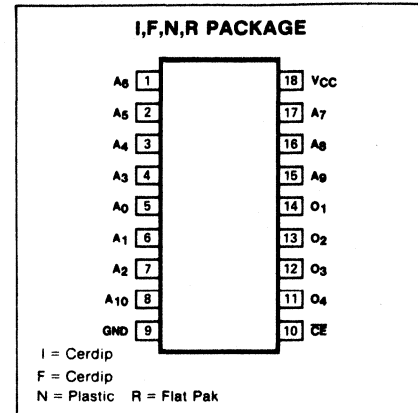 I,F,N,R PACKAGE
A6 1 18 VCC
A5 2 17 A7
A4 3 16 A8
A3 4 15 A9
A0 5 14 O1
A1 6 13 O2
A2 7 12 O3
A10 8 11 O4
GND 9 10 C̅E̅
I = Cerdip
F = Cerdip
N = Plastic R = Flat Pak